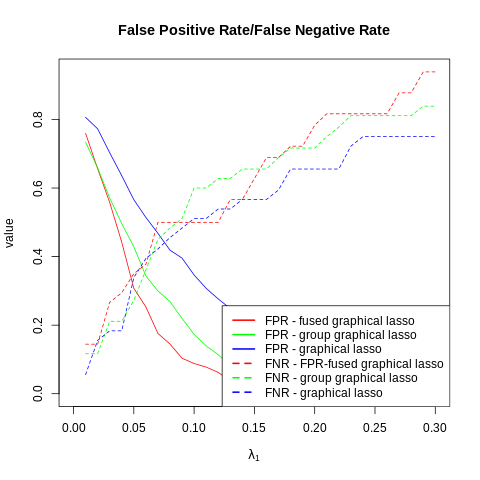 False Positive Rate/False Negative Rate
value
0.0
0.2
0.4
0.6
0.8
FPR - fused graphical lasso
FPR - group graphical lasso
FPR - graphical lasso
FNR - FPR-fused graphical lasso
FNR - group graphical lasso
FNR - graphical lasso
0.00 0.05 0.10 0.15 0.20 0.25 0.30
λ₁